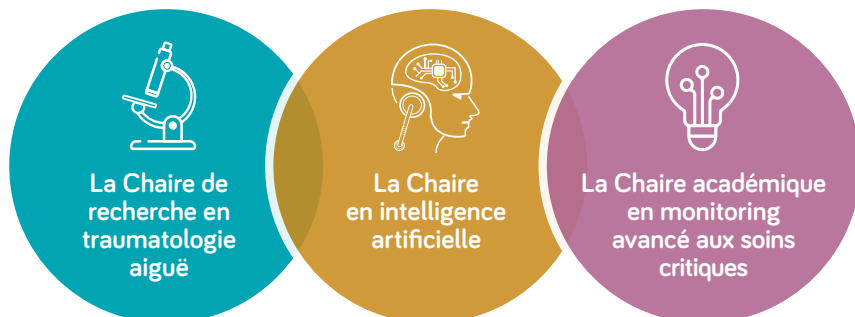 La Chaire de
recherche en
traumatologie
aiguë
La Chaire
en intelligence
artificielle
La Chaire académique
en monitoring
avancé aux soins
critiques